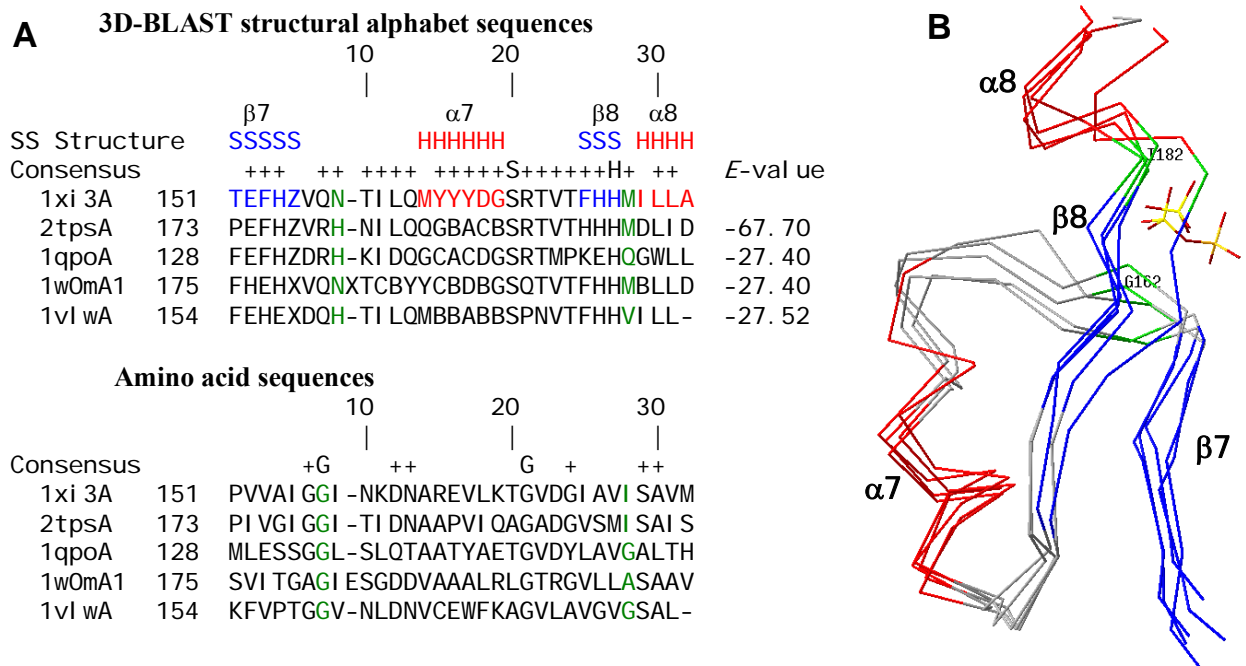 A
3D-BLAST structural alphabet sequences
10 20 30
| | |
β7 α7 β8 α8
SS Structure SSSSS HHHHHH SSS HHHH
Consensus +++ ++ ++++ +++++S++++++H+ ++
E-value
1xi3A 151 TEFHZVQN-TILQMYYYDGSRTVTFHHMILLA
2tpsA 173 PEFHZVRH-NILQQGBACBSRTVTHHHMDLID -67.70
1qpoA 128 FEFHZDRH-KIDQGCACDGSRTMPKEHQGWLL -27.40
1w0mA1 175 FHEHXVQNXTCBYYCBDBGSQTVTFHHMBLLD -27.40
1vlwA 154 FEHEXDQH-TILQMBBABBSPNVTFHHVILL- -27.52
Amino acid sequences
10 20 30
| | |
Consensus +G ++ G + ++
1xi3A 151 PVVAIGGI-NKDNAREVLKTGVDGIAVISAVM
2tpsA 173 PIVGIGGI-TIDNAAPVIQAGADGVSMISAIS
1qpoA 128 MLESSGGL-SLQTAATYAETGVDYLAVGALTH
1w0mA1 175 SVITGAGIESGDDVAAALRLGTRGVLLASAAV
1vlwA 154 KFVPTGGV-NLDNVCEWFKAGVLAVGVGSAL-
B
α8
I182
β8
G162
β7
α7